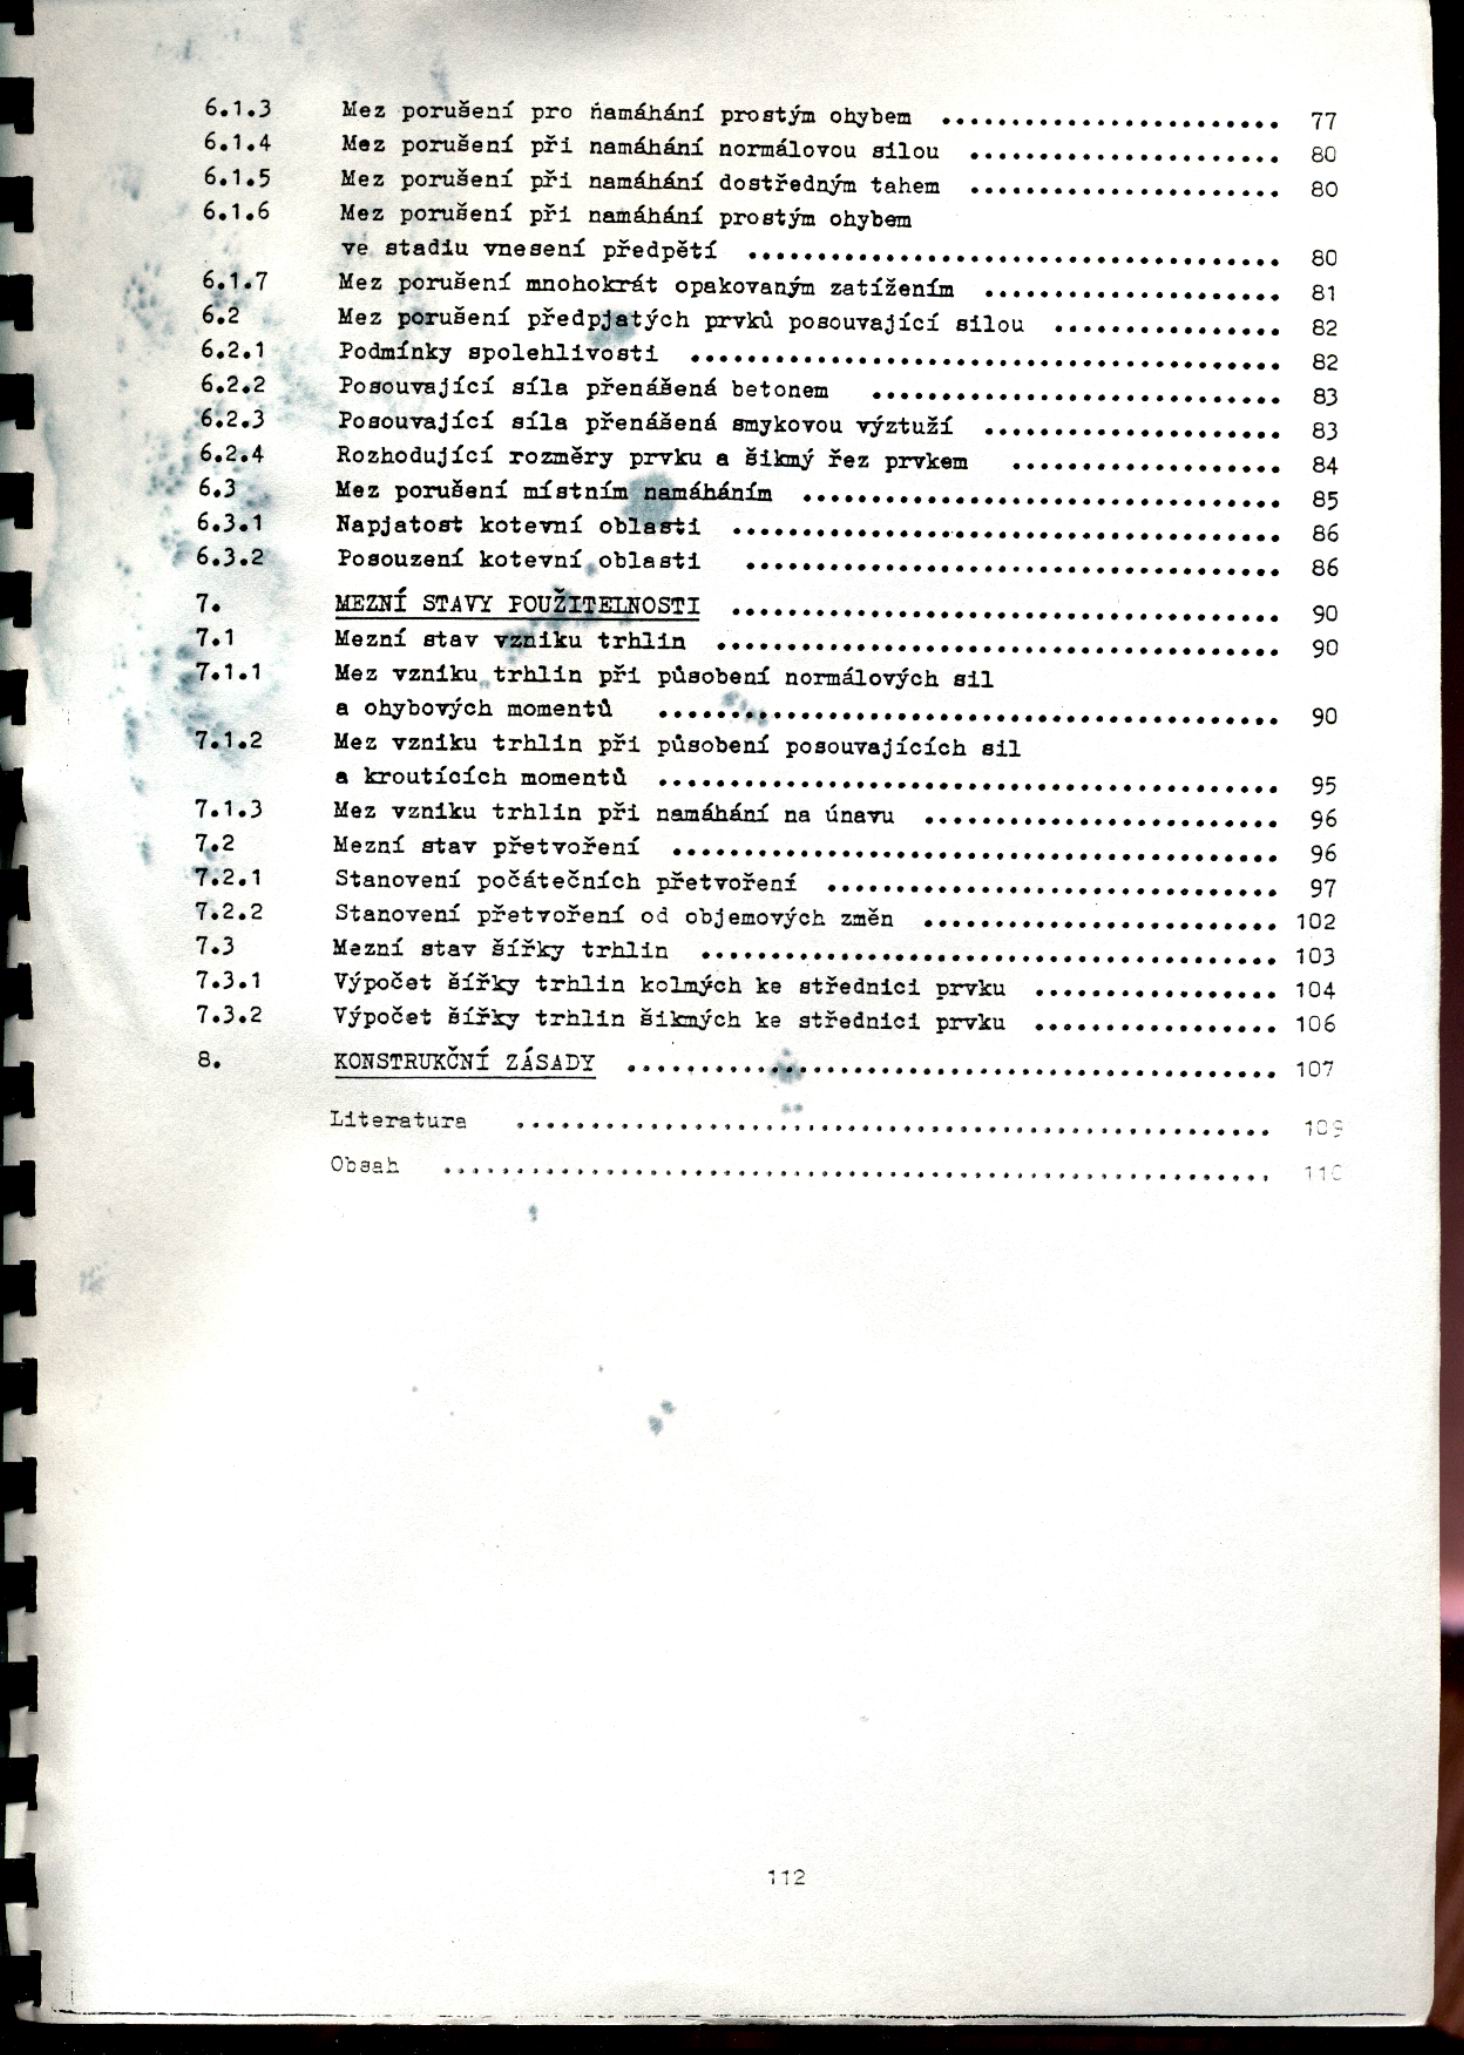 6.1.3 Mez porušení pro namáhání prostým ohybem ........................ 77
6.1.4 Mez porušení při namáhání normálovou silou ...................... 80
6.1.5 Mez porušení při namáhání dostředným tahem ...................... 80
6.1.6 Mez porušení při namáhání prostým ohybem
ve stadiu vnesení předpětí ...................................... 80
6.1.7 Mez porušení mnohokrát opakovaným zatížením ..................... 81
6.2 Mez porušení předpjatých prvků posouvající silou ................ 82
6.2.1 Podmínky spolehlivosti .......................................... 82
6.2.2 Posouvající síla přenášená betonem ............................. 83
6.2.3 Posouvající síla přenášená smykovou výztuží ..................... 83
6.2.4 Rozhodující rozměry prvku a šikmý řez prvkem ................... 84
6.3 Mez porušení místním namáháním .................................. 85
6.3.1 Napjatost kotevní oblasti ....................................... 86
6.3.2 Posouzení kotevní oblasti ...................................... 86
7. MEZNÍ STAVY POUŽITELNOSTI ....................................... 90
7.1 Mezní stav vzniku trhlin ........................................ 90
7.1.1 Mez vzniku trhlin při působení normálových sil
a ohybových momentů ............................................ 90
7.1.2 Mez vzniku trhlin při působení posouvajících sil
a kroutících momentů ............................................ 95
7.1.3 Mez vzniku trhlin při namáhání na únavu ......................... 96
7.2 Mezní stav přetvoření ........................................... 96
7.2.1 Stanovení počátečních přetvoření ................................ 97
7.2.2 Stanovení přetvoření od objemových změn ......................... 102
7.3 Mezní stav šířky trhlin ......................................... 103
7.3.1 Výpočet šířky trhlin kolmých ke střednici prvku ................. 104
7.3.2 Výpočet šířky trhlin šikmých ke střednici prvku ................. 106
8. KONSTRUKČNÍ ZÁSADY .............................................. 107
Literatura ..................................................... 109
Obsah .......................................................... 110
112